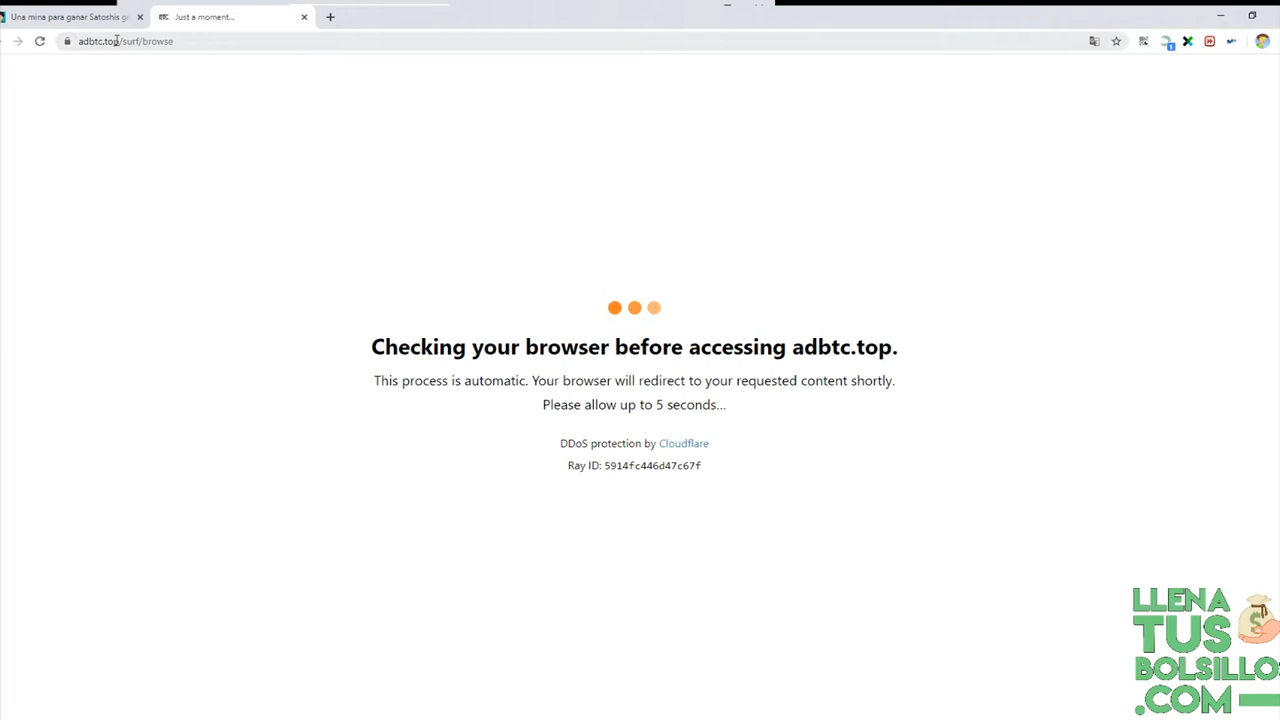 Una mina para ganar Satoshis gr
Just a moment...
adbtc.top/surf/browse
Checking your browser before accessing adbtc.top.
This process is automatic. Your browser will redirect to your requested content shortly.
Please allow up to 5 seconds...
DDoS protection by Cloudflare
Ray ID: 5914fc446d47c67f
LLENA
TUS
BOLSILLOS
.COM